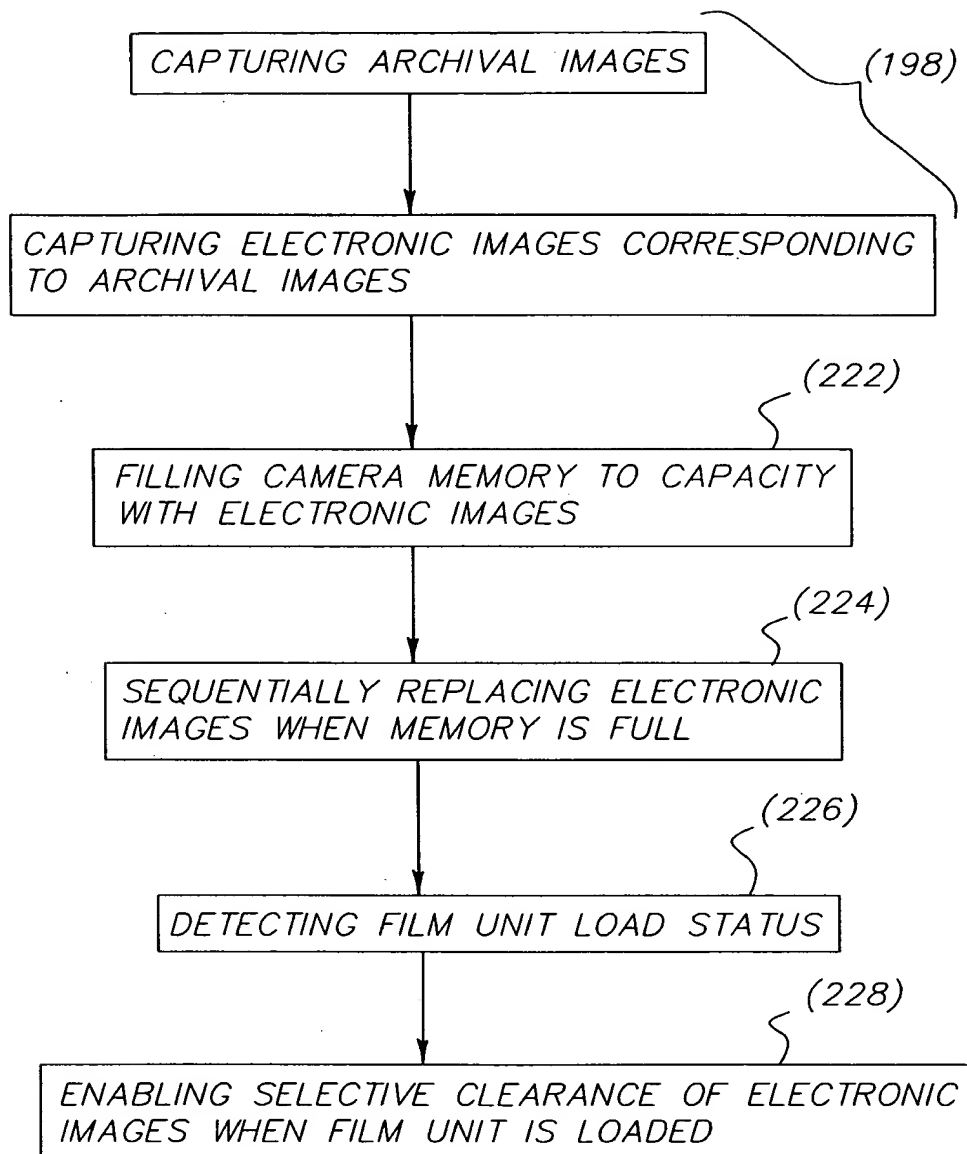 CAPTURING ARCHIVAL IMAGES
(198)
CAPTURING ELECTRONIC IMAGES CORRESPONDING
TO ARCHIVAL IMAGES
(222)
FILLING CAMERA MEMORY TO CAPACITY
WITH ELECTRONIC IMAGES
(224)
SEQUENTIALLY REPLACING ELECTRONIC
IMAGES WHEN MEMORY IS FULL
(226)
DETECTING FILM UNIT LOAD STATUS
(228)
ENABLING SELECTIVE CLEARANCE OF ELECTRONIC
IMAGES WHEN FILM UNIT IS LOADED